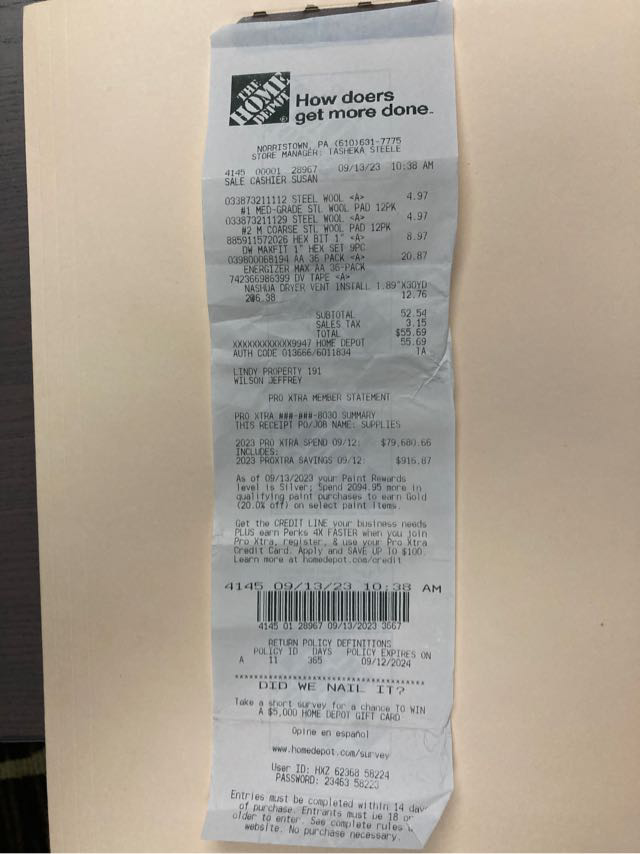 THE HOME DEPOT®
How doers
get more done™
NORRISTOWN, PA (610)631-7775
STORE MANAGER: TASHEKA STEELE
4145 00001 28967 09/13/23 10:38 AM
SALE CASHIER SUSAN
033873211112 STEEL WOOL <A> 4.97
#1 MED-GRADE STL WOOL PAD 12PK
033873211129 STEEL WOOL <A> 4.97
#2 M COARSE STL WOOL PAD 12PK
885911572026 HEX BIT 1" <A> 8.97
DW MAXFIT 1" HEX SET 9PC
039800068194 AA 36 PACK <A> 20.87
ENERGIZER MAX AA 36-PACK
742366986399 DV TAPE <A>
NASHUA DRYER VENT INSTALL 1.89"X30YD
2@6.38 12.76
SUBTOTAL 52.54
SALES TAX 3.15
TOTAL $55.69
XXXXXXXXXXXX9947 HOME DEPOT 55.69
AUTH CODE 013666/6011834 TA
LINDY PROPERTY 191
WILSON JEFFREY
PRO XTRA MEMBER STATEMENT
PRO XTRA ###-###-8030 SUMMARY
THIS RECEIPT PO/JOB NAME: SUPPLIES
2023 PRO XTRA SPEND 09/12: $79,680.66
INCLUDES:
2023 PROXTRA SAVINGS 09/12: $916.87
As of 09/13/2023 your Paint Rewards
level is Silver; Spend 2094.95 more in
qualifying paint purchases to earn Gold
(20.0% off) on select paint items.
Get the CREDIT LINE your business needs
PLUS earn Perks 4X FASTER when you join
Pro Xtra, register, & use your Pro Xtra
Credit Card. Apply and SAVE UP TO $100.
Learn more at homedepot.com/credit
4145 09/13/23 10:38 AM
4145 01 28967 09/13/2023 3667
RETURN POLICY DEFINITIONS
POLICY ID DAYS POLICY EXPIRES ON
A 11 365 09/12/2024
****************************************
DID WE NAIL IT?
Take a short survey for a chance TO WIN
A $5,000 HOME DEPOT GIFT CARD
Opine en español
www.homedepot.com/survey
User ID: HXZ 62368 58224
PASSWORD: 23463 58223
Entries must be completed within 14 day
of purchase. Entrants must be 18 or
older to enter. See complete rules
website. No purchase necessary.